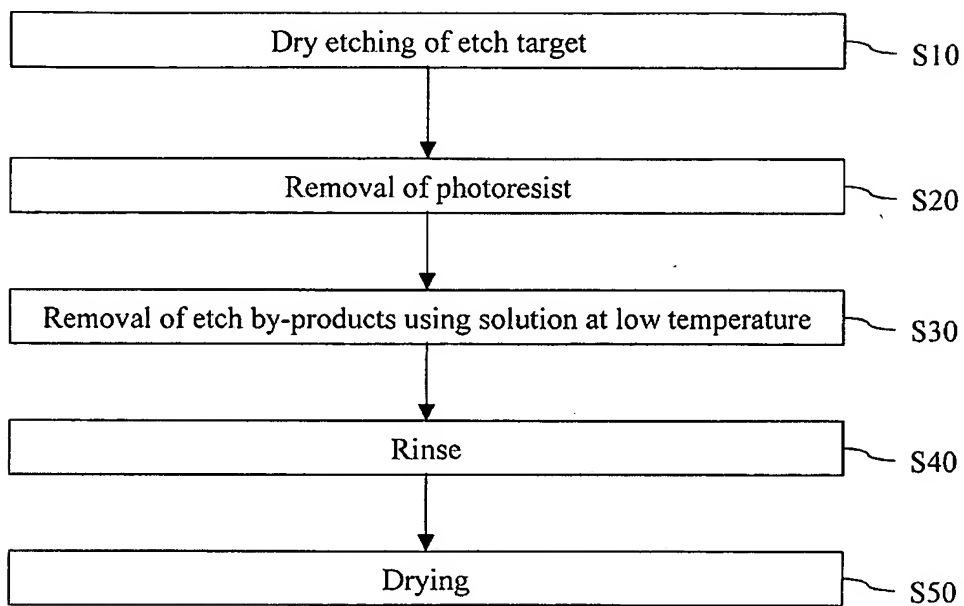 Dry etching of etch target
S10
Removal of photoresist
S20
Removal of etch by-products using solution at low temperature
S30
Rinse
S40
Drying
S50